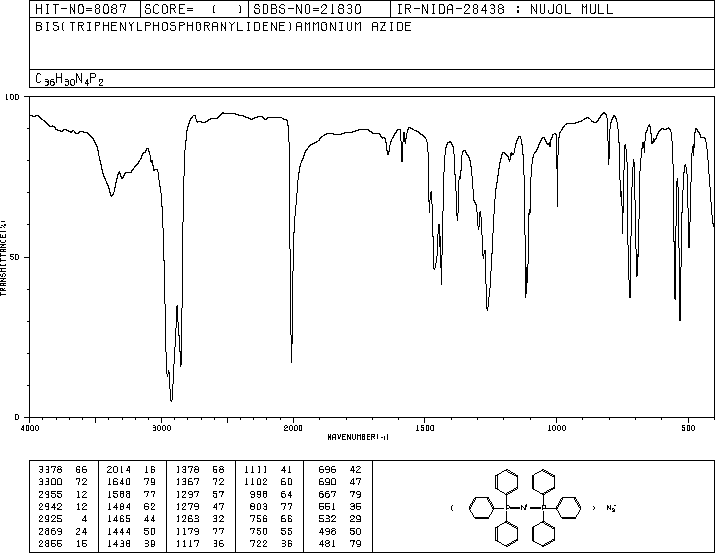 HIT-NO=8087 SCORE= ( ) SDBS-NO=21830 IR-NIDA-28438 : NUJOL MULL
BIS(TRIPHENYLPHOSPHORANYLIDENE)AMMONIUM AZIDE
C36H30N4P2
100
TRANSMITTANCE(%)
50
0
4000 3000 2000 1500 1000 500
WAVENUMBER(-1)
3378 66 2014 16 1378 68 1111 41 696 42
3300 72 1640 79 1367 72 1102 60 690 47
2955 12 1588 77 1297 57 998 64 667 79
2942 12 1484 62 1279 47 803 77 551 35
2925 4 1465 44 1263 32 756 66 532 29
2869 24 1444 50 1179 77 750 55 498 50
2855 15 1438 39 1117 36 722 36 481 79
( P N+ P ) N3-